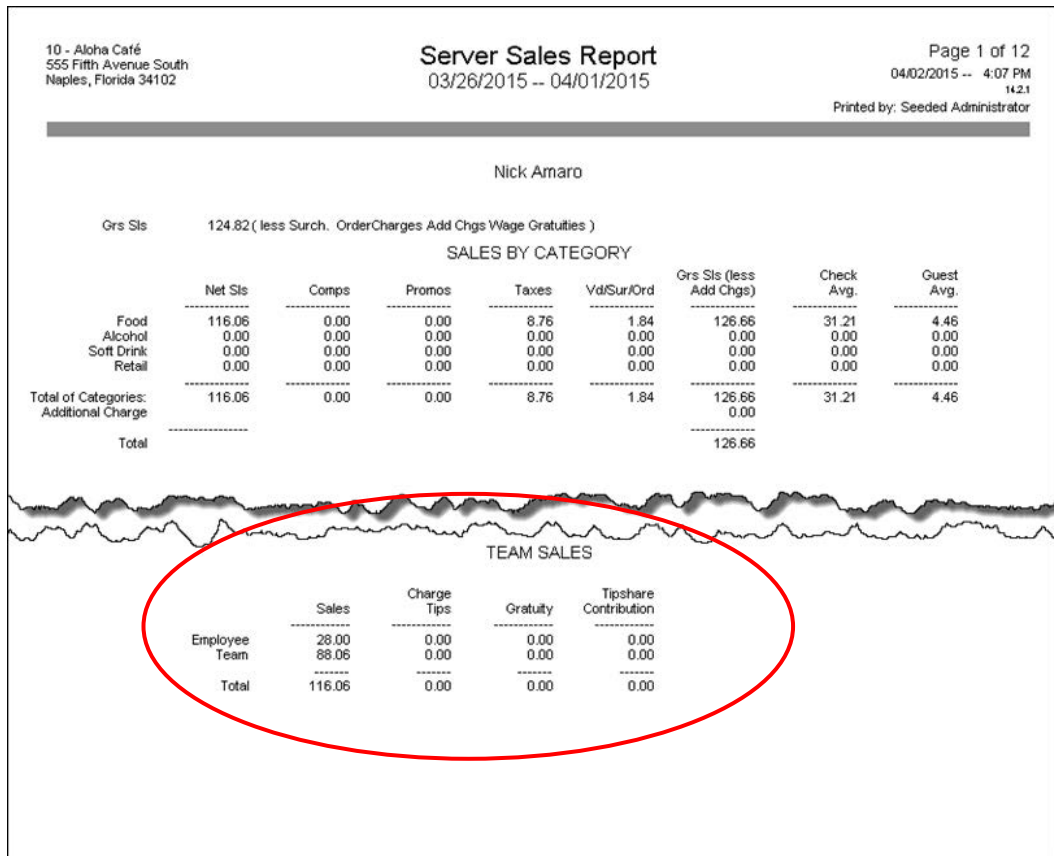 10 - Aloha Café
555 Fifth Avenue South
Naples, Florida 34102
Server Sales Report
03/26/2015 -- 04/01/2015
Page 1 of 12
04/02/2015 -- 4:07 PM
14.2.1
Printed by: Seeded Administrator
Nick Amaro
Grs Sls 124.82 ( less Surch. OrderCharges Add Chgs Wage Gratuities )
SALES BY CATEGORY
Net Sls Comps Promos Taxes Vd/Sur/Ord Grs Sls (less Add Chgs) Check Avg. Guest Avg.
Food 116.06 0.00 0.00 8.76 1.84 126.66 31.21 4.46
Alcohol 0.00 0.00 0.00 0.00 0.00 0.00 0.00 0.00
Soft Drink 0.00 0.00 0.00 0.00 0.00 0.00 0.00 0.00
Retail 0.00 0.00 0.00 0.00 0.00 0.00 0.00 0.00
Total of Categories: 116.06 0.00 0.00 8.76 1.84 126.66 31.21 4.46
Additional Charge 0.00
Total 126.66
TEAM SALES
Sales Charge Tips Gratuity Tipshare Contribution
Employee 28.00 0.00 0.00 0.00
Team 88.06 0.00 0.00 0.00
Total 116.06 0.00 0.00 0.00